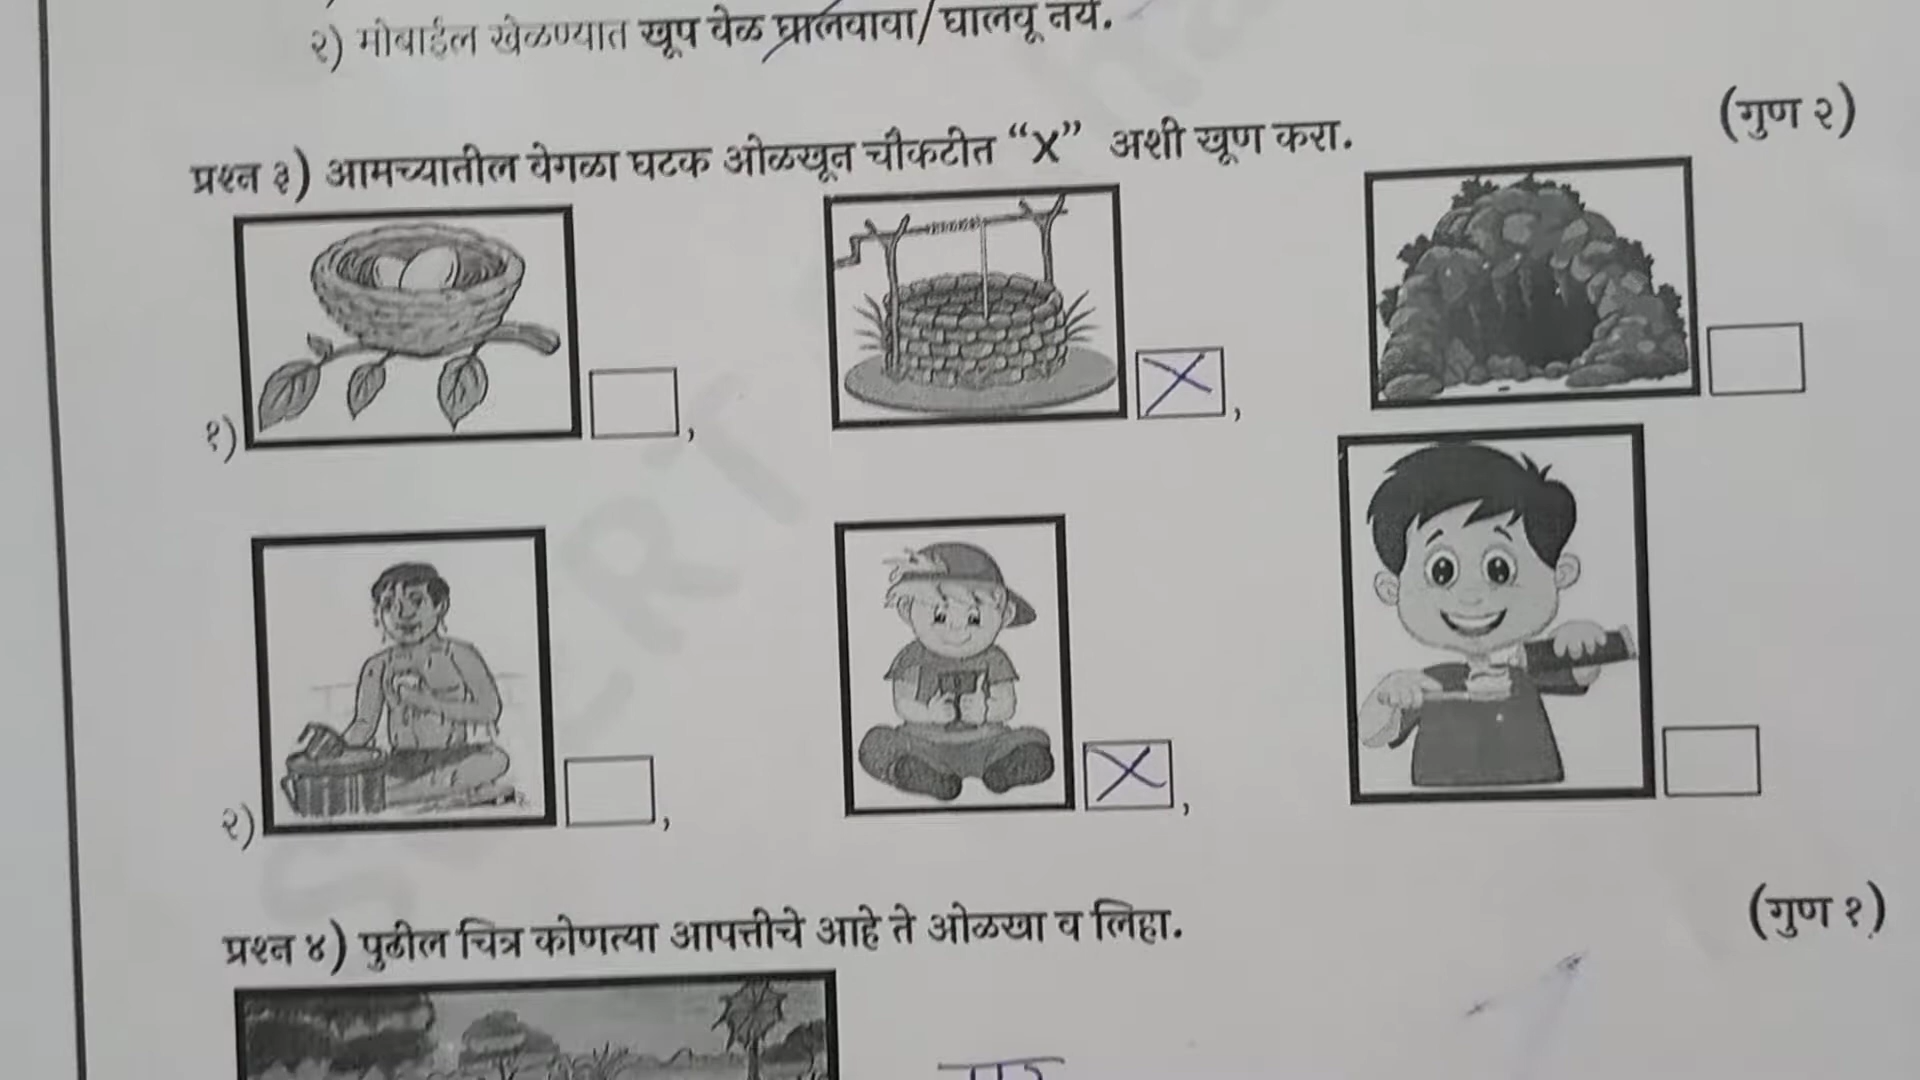 २) मोबाईल खेळण्यात खूप वेळ घालवावा/घालवू नये.
(गुण २)
प्रश्न ३) आमच्यातील वेगळा घटक ओळखून चौकटीत “X” अशी खूण करा.
१)
X
,
,
२)
X
,
,
प्रश्न ४) पुढील चित्र कोणत्या आपत्तीचे आहे ते ओळखा व लिहा.
(गुण १)